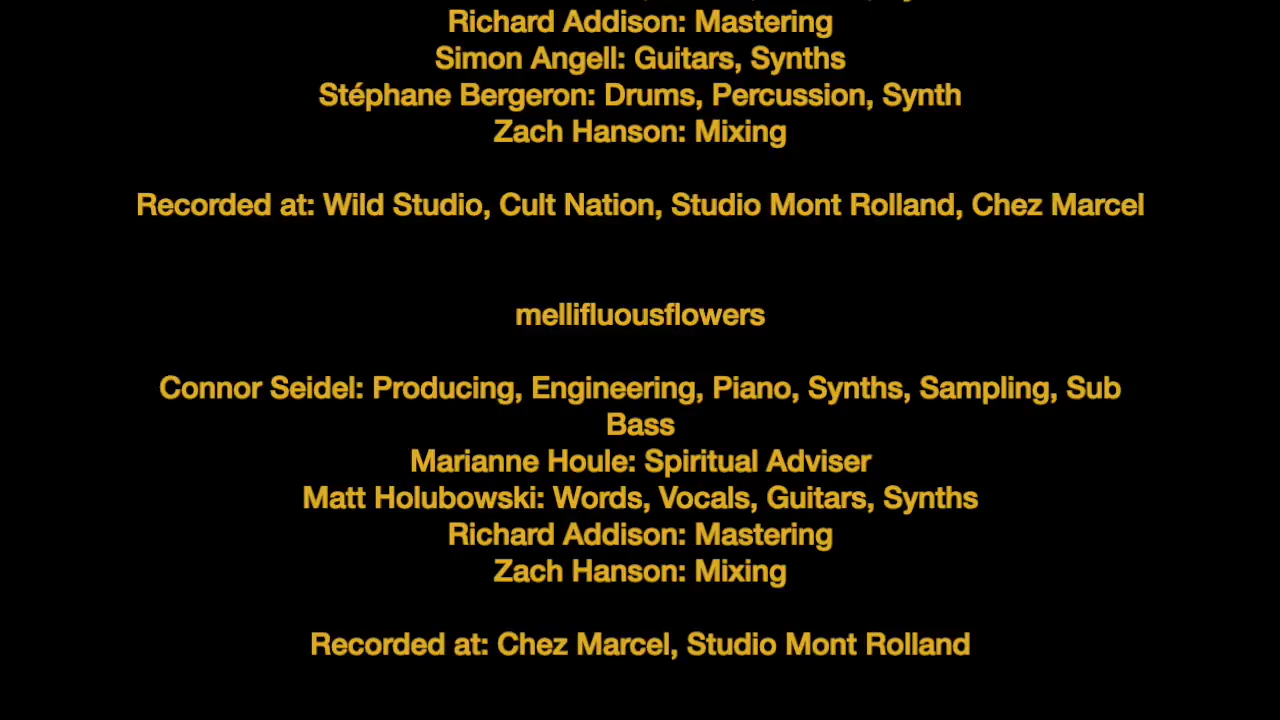 Richard Addison: Mastering
Simon Angell: Guitars, Synths
Stéphane Bergeron: Drums, Percussion, Synth
Zach Hanson: Mixing
Recorded at: Wild Studio, Cult Nation, Studio Mont Rolland, Chez Marcel
mellifluousflowers
Connor Seidel: Producing, Engineering, Piano, Synths, Sampling, Sub
Bass
Marianne Houle: Spiritual Adviser
Matt Holubowski: Words, Vocals, Guitars, Synths
Richard Addison: Mastering
Zach Hanson: Mixing
Recorded at: Chez Marcel, Studio Mont Rolland